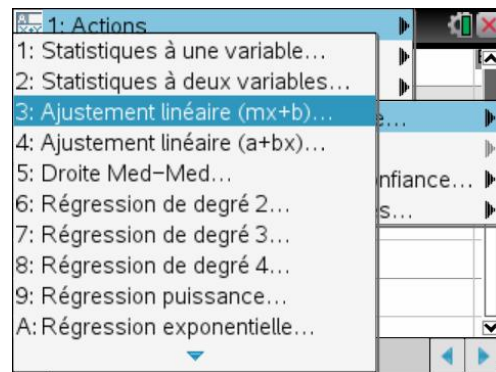 1: Actions
1: Statistiques à une variable...
2: Statistiques à deux variables...
3: Ajustement linéaire (mx+b)...
4: Ajustement linéaire (a+bx)...
5: Droite Med-Med...
6: Régression de degré 2...
7: Régression de degré 3...
8: Régression de degré 4...
9: Régression puissance...
A: Régression exponentielle...